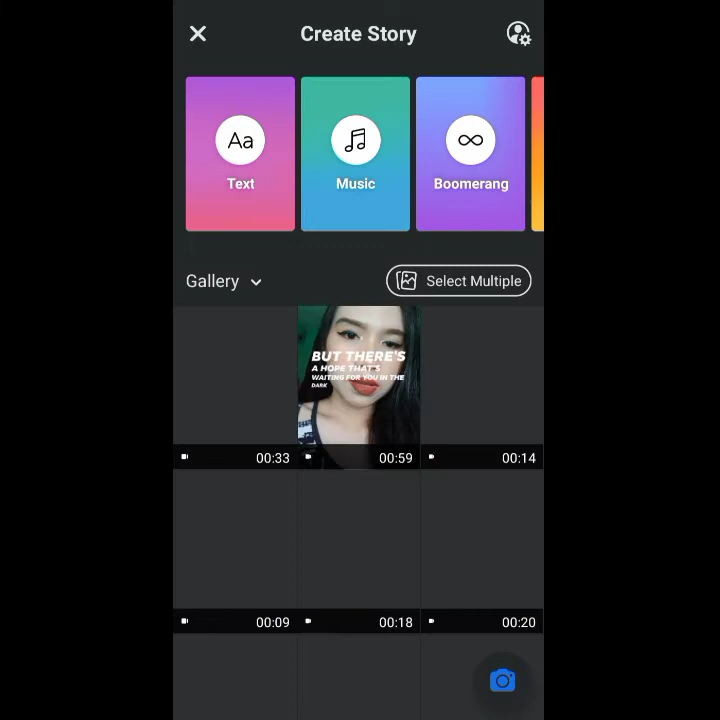 Create Story
Aa
Text
Music
Boomerang
Gallery
Select Multiple
BUT THERE'S
A HOPE THAT'S
WAITING FOR YOU IN THE
DARK
00:33
00:59
00:14
00:09
00:18
00:20